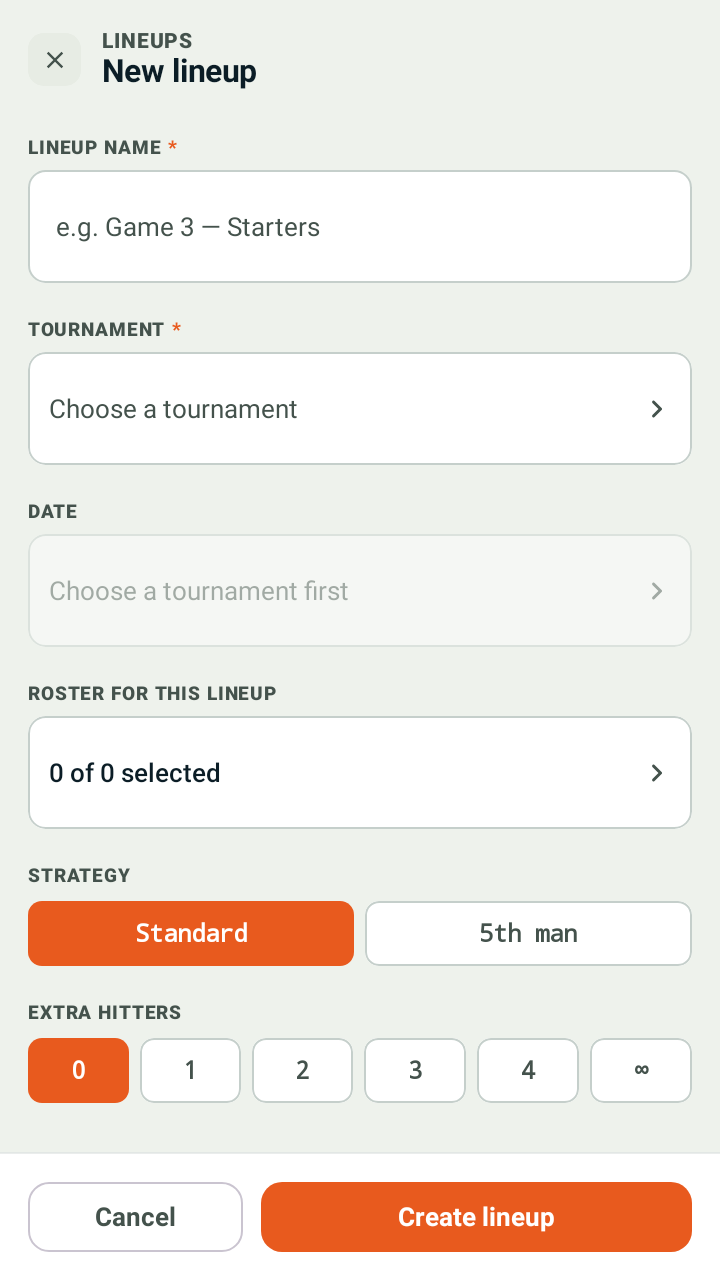 LINEUPS
New lineup
LINEUP NAME *
e.g. Game 3 — Starters
TOURNAMENT *
Choose a tournament
DATE
Choose a tournament first
ROSTER FOR THIS LINEUP
0 of 0 selected
STRATEGY
Standard 5th man
EXTRA HITTERS
0 1 2 3 4 ∞
Cancel Create lineup